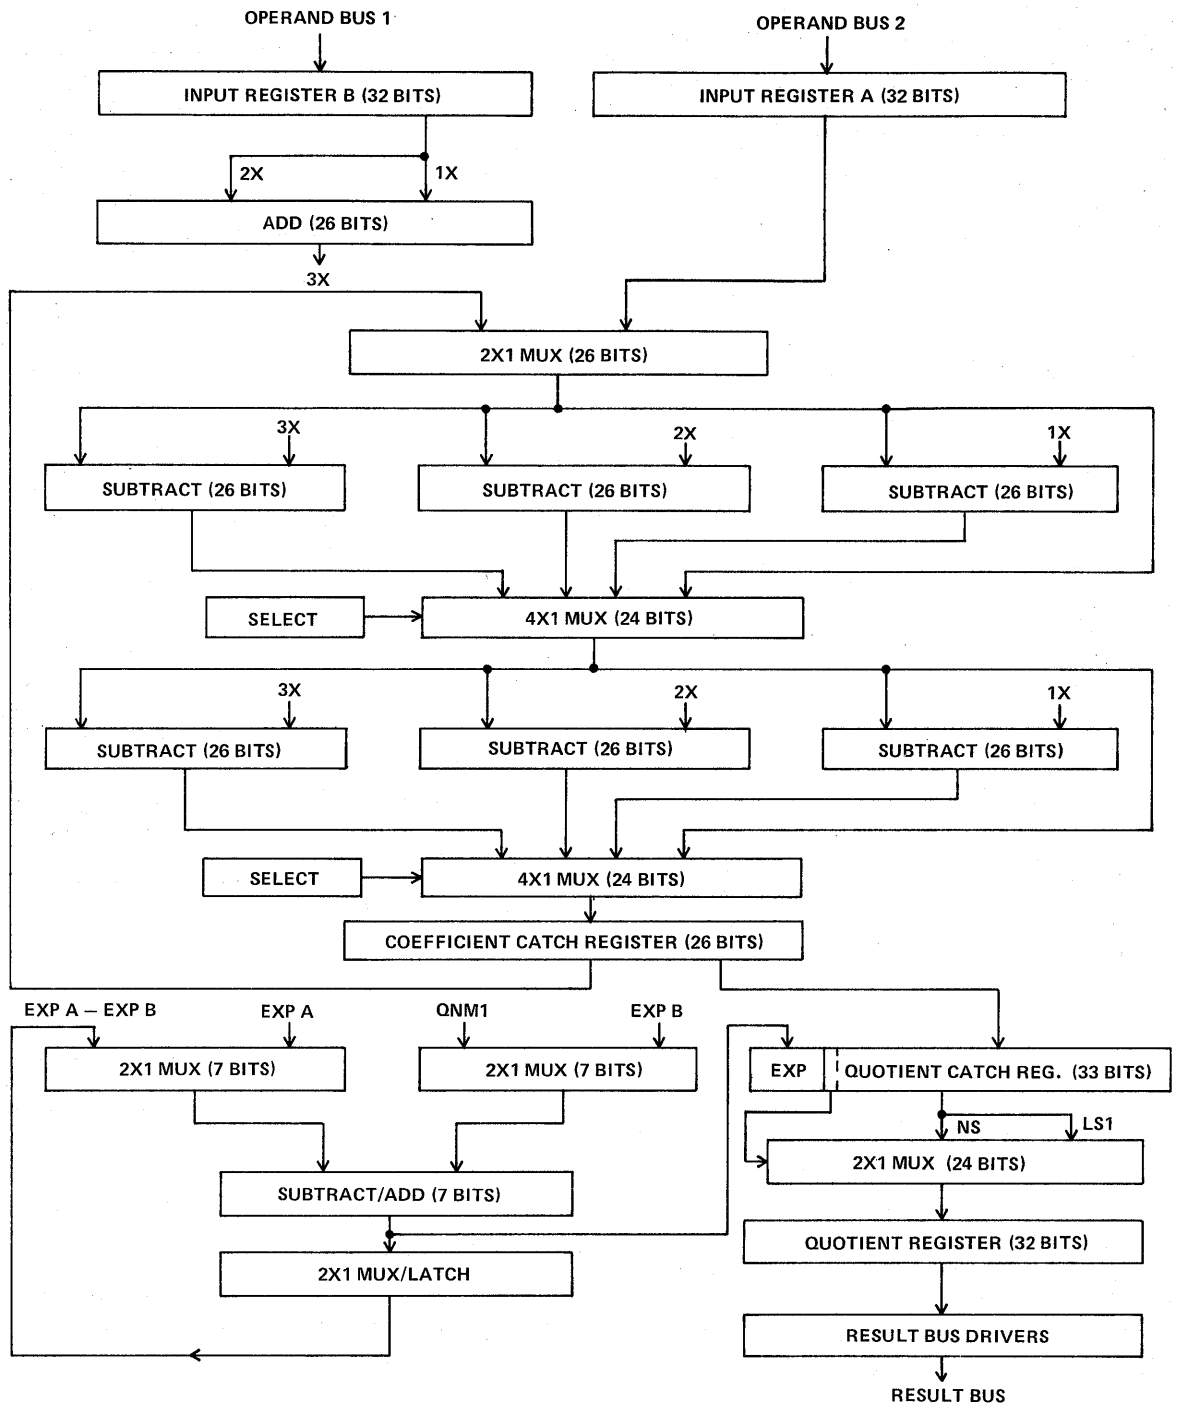 OPERAND BUS 1
OPERAND BUS 2
INPUT REGISTER B (32 BITS)
INPUT REGISTER A (32 BITS)
2X
1X
ADD (26 BITS)
3X
2X1 MUX (26 BITS)
3X
2X
1X
SUBTRACT (26 BITS)
SUBTRACT (26 BITS)
SUBTRACT (26 BITS)
SELECT
4X1 MUX (24 BITS)
3X
2X
1X
SUBTRACT (26 BITS)
SUBTRACT (26 BITS)
SUBTRACT (26 BITS)
SELECT
4X1 MUX (24 BITS)
COEFFICIENT CATCH REGISTER (26 BITS)
EXP A – EXP B
EXP A
QNM1
EXP B
2X1 MUX (7 BITS)
2X1 MUX (7 BITS)
EXP
QUOTIENT CATCH REG. (33 BITS)
NS
LS1
2X1 MUX (24 BITS)
SUBTRACT/ADD (7 BITS)
QUOTIENT REGISTER (32 BITS)
2X1 MUX/LATCH
RESULT BUS DRIVERS
RESULT BUS